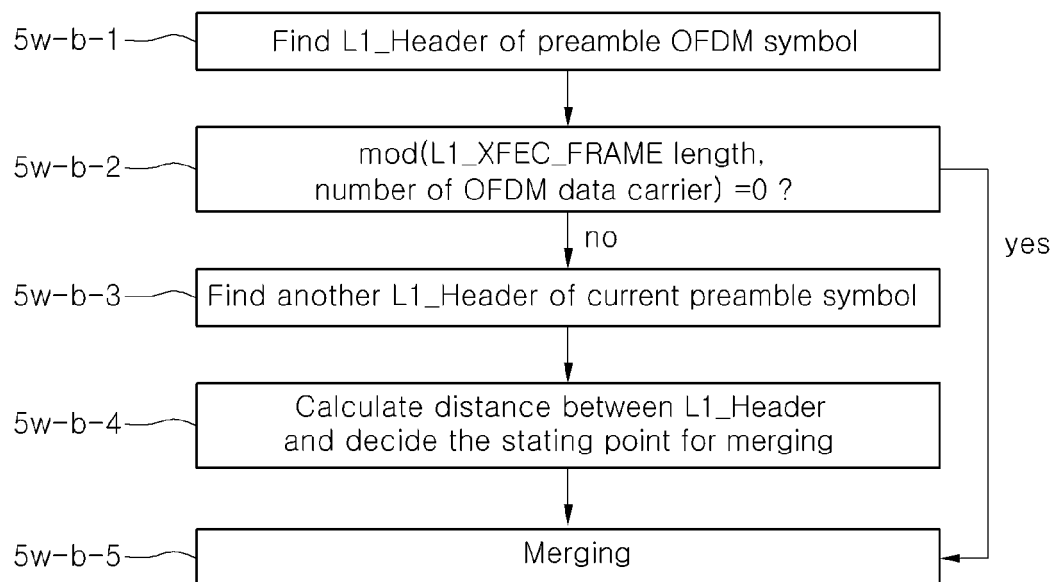 5w-b-1
Find L1_Header of preamble OFDM symbol
5w-b-2
mod(L1_XFEC_FRAME length,
number of OFDM data carrier) =0 ?
no
yes
5w-b-3
Find another L1_Header of current preamble symbol
5w-b-4
Calculate distance between L1_Header
and decide the stating point for merging
5w-b-5
Merging